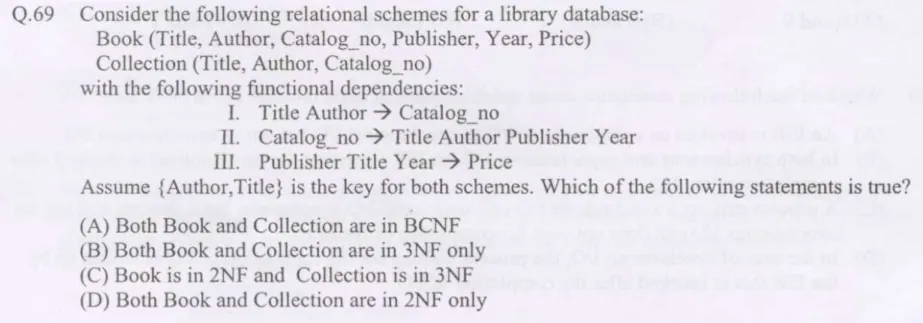 Q.69 Consider the following relational schemes for a library database:
Book (Title, Author, Catalog_no, Publisher, Year, Price)
Collection (Title, Author, Catalog_no)
with the following functional dependencies:
I. Title Author → Catalog_no
II. Catalog_no → Title Author Publisher Year
III. Publisher Title Year → Price
Assume {Author,Title} is the key for both schemes. Which of the following statements is true?
(A) Both Book and Collection are in BCNF
(B) Both Book and Collection are in 3NF only
(C) Book is in 2NF and Collection is in 3NF
(D) Both Book and Collection are in 2NF only